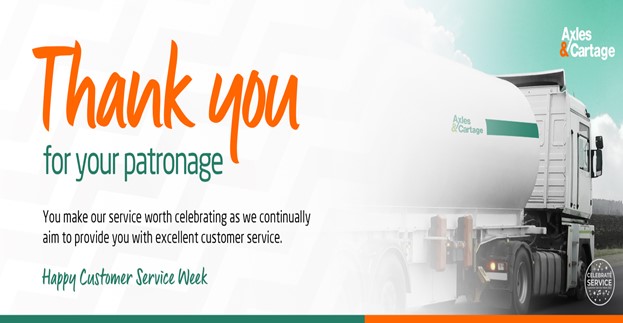 Thank you
for your patronage
You make our service worth celebrating as we continually
aim to provide you with excellent customer service.
Happy Customer Service Week
Axles
&Cartage
Axles
&Cartage
CELEBRATE
SERVICE